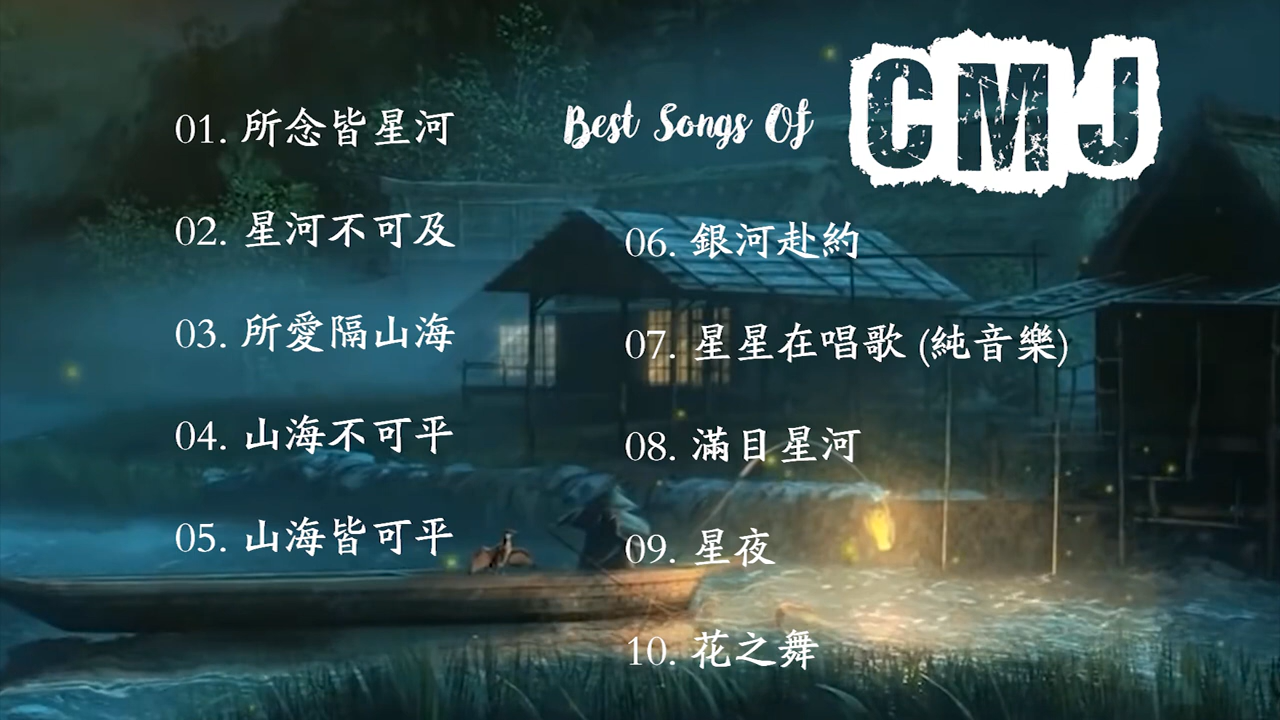 Best Songs Of CMJ
01. 所念皆星河
02. 星河不可及
03. 所愛隔山海
04. 山海不可平
05. 山海皆可平
06. 銀河赴約
07. 星星在唱歌 (純音樂)
08. 滿目星河
09. 星夜
10. 花之舞